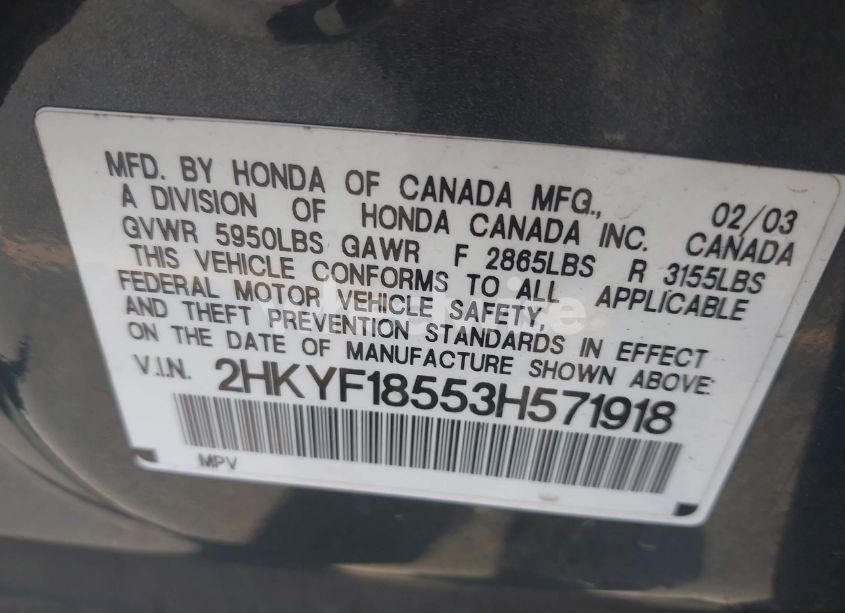 MFD. BY HONDA OF CANADA MFG., 02/03
A DIVISION OF HONDA CANADA INC. CANADA
GVWR 5950LBS GAWR F 2865LBS R 3155LBS
THIS VEHICLE CONFORMS TO ALL APPLICABLE
FEDERAL MOTOR VEHICLE SAFETY,
AND THEFT PREVENTION STANDARDS IN EFFECT
ON THE DATE OF MANUFACTURE SHOWN ABOVE:
V.I.N. 2HKYF18553H571918
MPV